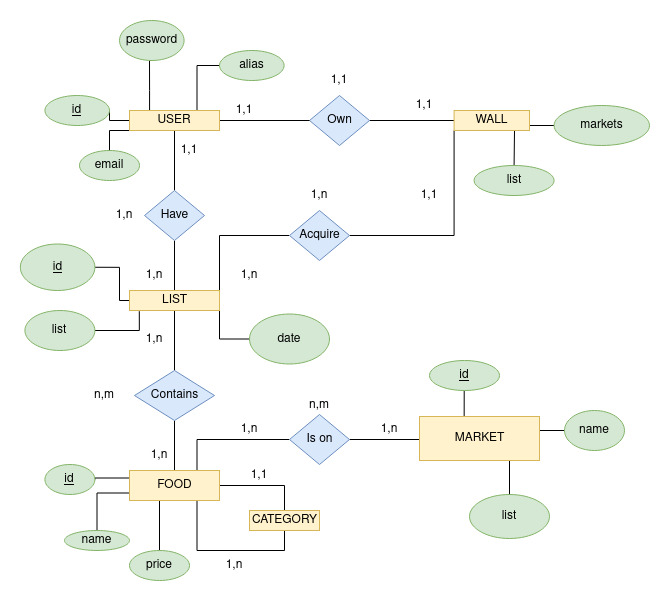 password
alias
1,1
id
1,1
1,1
USER
Own
WALL
markets
email
1,1
list
1,n
1,1
1,n
Have
Acquire
id
1,n
1,n
LIST
list
1,n
date
id
n,m
Contains
n,m
1,n
1,n
name
Is on
MARKET
1,n
id
1,1
FOOD
list
CATEGORY
name
price
1,n